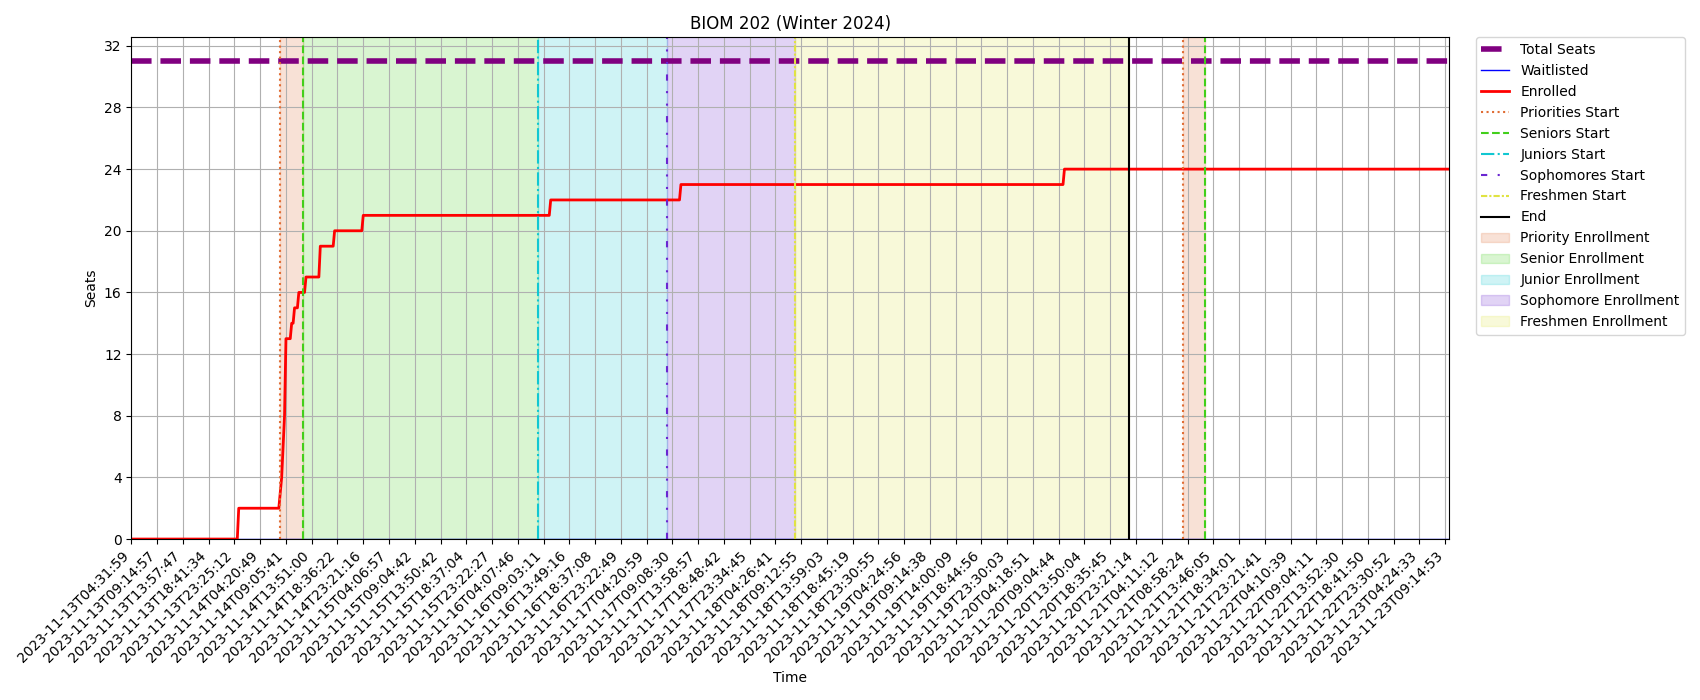 BIOM 202 (Winter 2024)
32
28
24
20
16
12
8
4
0
Seats
2023-11-13T04:31:59
2023-11-13T09:14:57
2023-11-13T13:57:47
2023-11-13T18:41:34
2023-11-13T23:25:12
2023-11-14T04:20:49
2023-11-14T09:05:41
2023-11-14T13:51:00
2023-11-14T18:36:22
2023-11-14T23:21:16
2023-11-15T04:06:57
2023-11-15T09:04:42
2023-11-15T13:50:42
2023-11-15T18:37:04
2023-11-15T23:22:27
2023-11-16T04:07:46
2023-11-16T09:03:11
2023-11-16T13:49:16
2023-11-16T18:37:08
2023-11-16T23:22:49
2023-11-17T04:20:59
2023-11-17T09:08:30
2023-11-17T13:58:57
2023-11-17T18:48:42
2023-11-17T23:34:45
2023-11-18T04:26:41
2023-11-18T09:12:55
2023-11-18T13:59:03
2023-11-18T18:45:19
2023-11-18T23:30:55
2023-11-19T04:24:56
2023-11-19T09:14:38
2023-11-19T14:00:09
2023-11-19T18:44:56
2023-11-19T23:30:03
2023-11-20T04:18:51
2023-11-20T09:04:44
2023-11-20T13:50:04
2023-11-20T18:35:45
2023-11-20T23:21:14
2023-11-21T04:11:12
2023-11-21T08:58:24
2023-11-21T13:46:05
2023-11-21T18:34:01
2023-11-21T23:21:41
2023-11-22T04:10:39
2023-11-22T09:04:11
2023-11-22T13:52:30
2023-11-22T18:41:50
2023-11-22T23:30:52
2023-11-23T04:24:33
2023-11-23T09:14:53
Time
Total Seats
Waitlisted
Enrolled
Priorities Start
Seniors Start
Juniors Start
Sophomores Start
Freshmen Start
End
Priority Enrollment
Senior Enrollment
Junior Enrollment
Sophomore Enrollment
Freshmen Enrollment